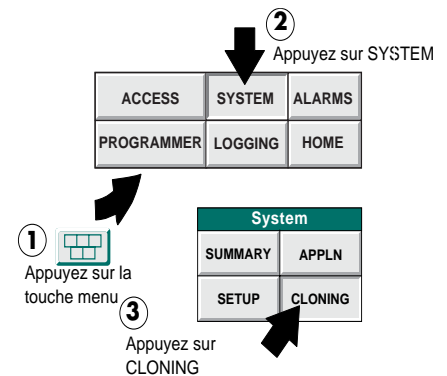 2
Appuyez sur SYSTEM
ACCESS SYSTEM ALARMS
PROGRAMMER LOGGING HOME
1
Appuyez sur la
touche menu
System
SUMMARY APPLN
SETUP CLONING
3
Appuyez sur
CLONING